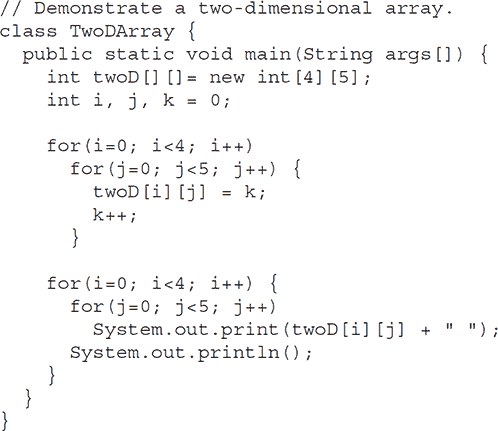 // Demonstrate a two-dimensional array.
class TwoDArray {
  public static void main(String args[]) {
    int twoD[][]= new int[4][5];
    int i, j, k = 0;

    for(i=0; i<4; i++)
      for(j=0; j<5; j++) {
        twoD[i][j] = k;
        k++;
      }

    for(i=0; i<4; i++) {
      for(j=0; j<5; j++)
        System.out.print(twoD[i][j] + " ");
      System.out.println();
    }
  }
}